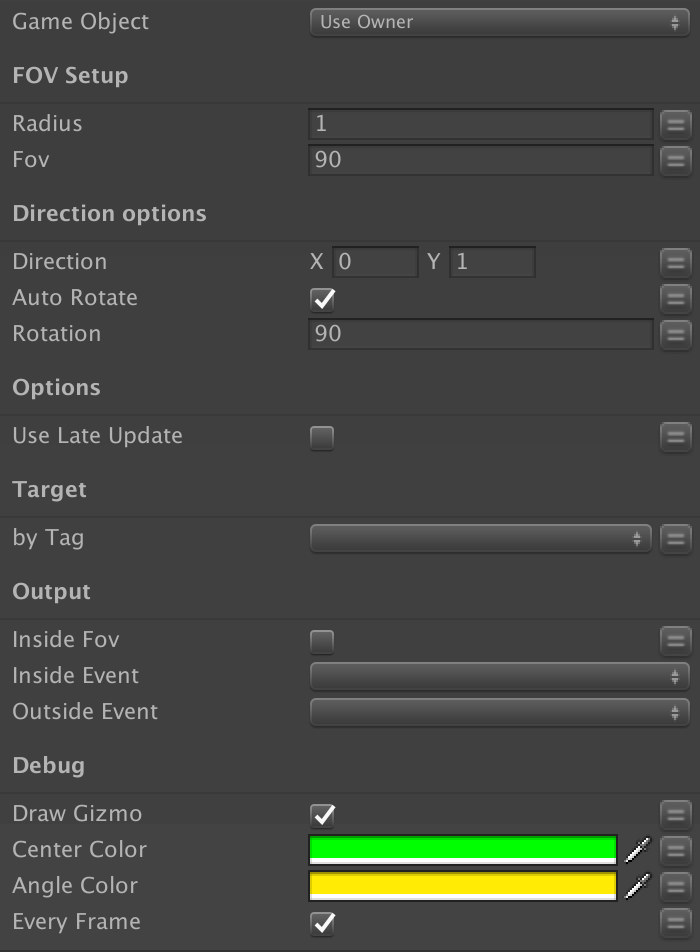 Game Object Use Owner
FOV Setup
Radius 1
Fov 90
Direction options
Direction X 0 Y 1
Auto Rotate
Rotation 90
Options
Use Late Update
Target
by Tag
Output
Inside Fov
Inside Event
Outside Event
Debug
Draw Gizmo
Center Color
Angle Color
Every Frame